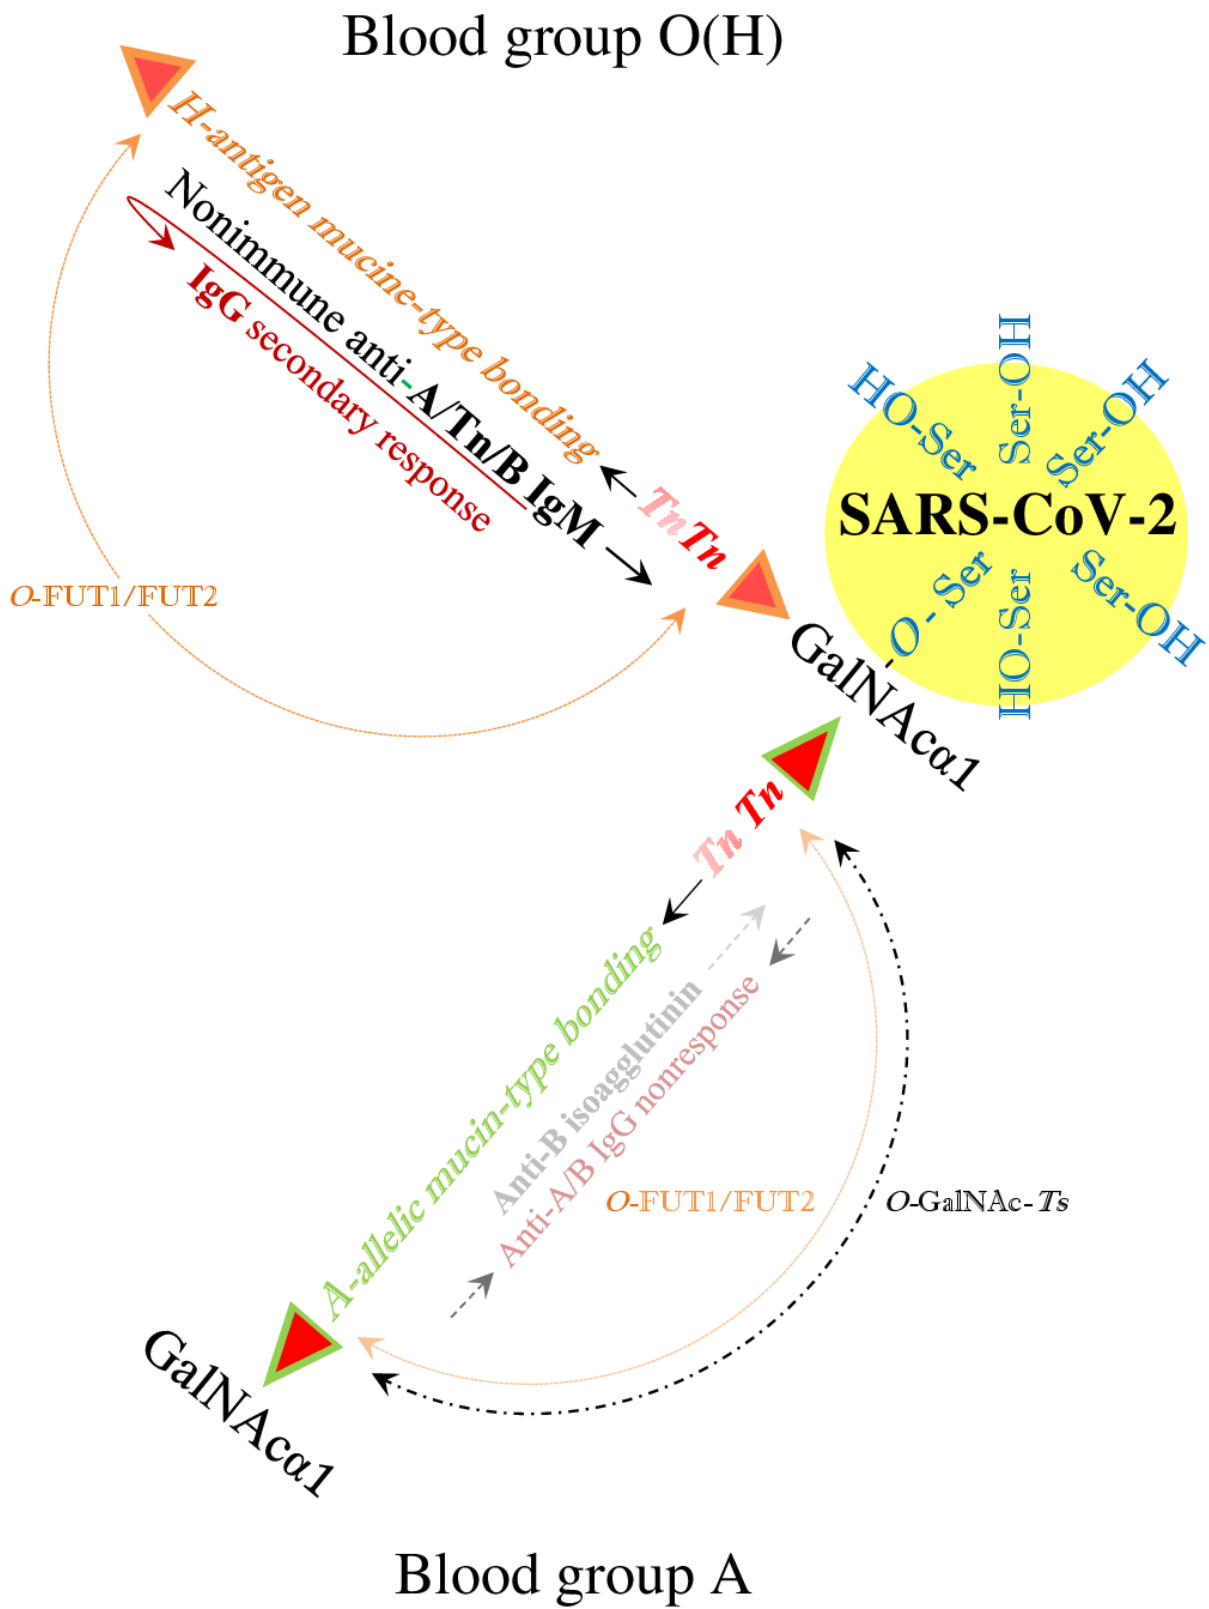 Blood group O(H)
H-antigen mucine-type bonding
Nonimmune anti-A/Tn/B IgM
IgG secondary response
TnTn
O-FUT1/FUT2
HO-Ser
Ser-OH
Ser-OH
SARS-CoV-2
O - Ser
HO-Ser
Ser-OH
GalNAcα1
Tn Tn
A-allelic mucin-type bonding
Anti-B isoagglutinin
Anti-A/B IgG nonresponse
O-FUT1/FUT2
O-GalNAc-Ts
GalNAcα1
Blood group A